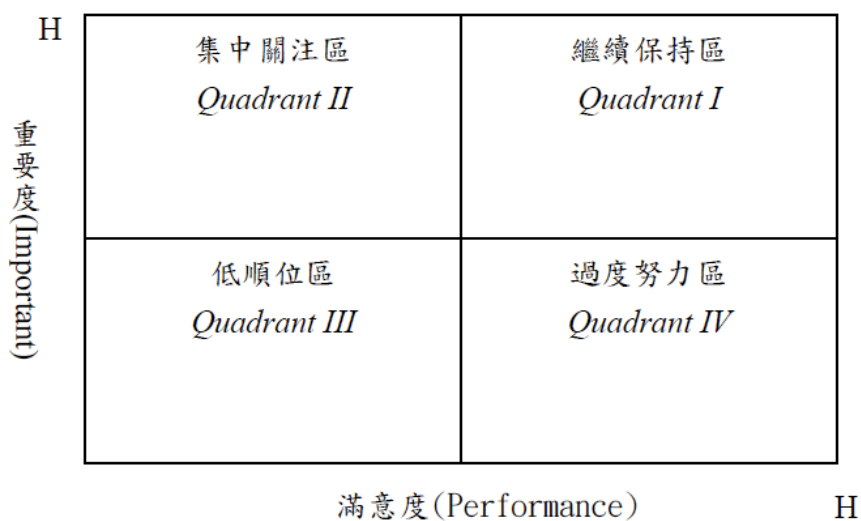 H
集中關注區
Quadrant II
繼續保持區
Quadrant I
重要度(Important)
低順位區
Quadrant III
過度努力區
Quadrant IV
滿意度(Performance)
H